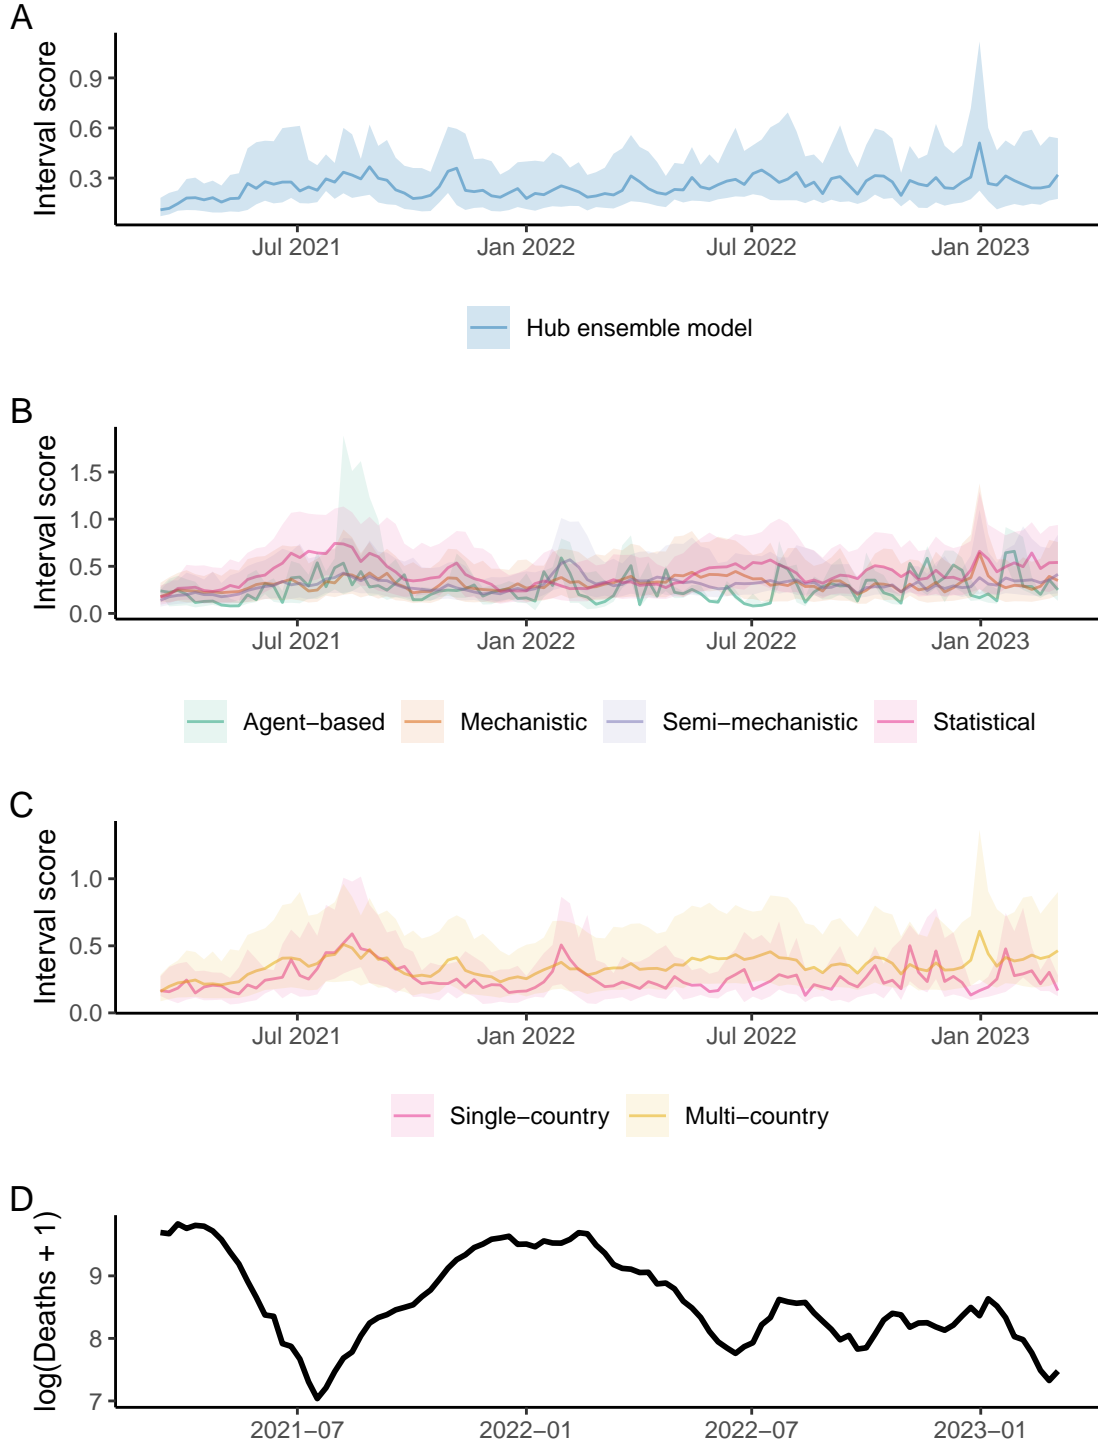 A
Interval score
0.9
0.6
0.3
Jul 2021 Jan 2022 Jul 2022 Jan 2023
Hub ensemble model
B
Interval score
1.5
1.0
0.5
0.0
Jul 2021 Jan 2022 Jul 2022 Jan 2023
Agent−based Mechanistic Semi−mechanistic Statistical
C
Interval score
1.0
0.5
0.0
Jul 2021 Jan 2022 Jul 2022 Jan 2023
Single−country Multi−country
D
log(Deaths + 1)
9
8
7
2021−07 2022−01 2022−07 2023−01